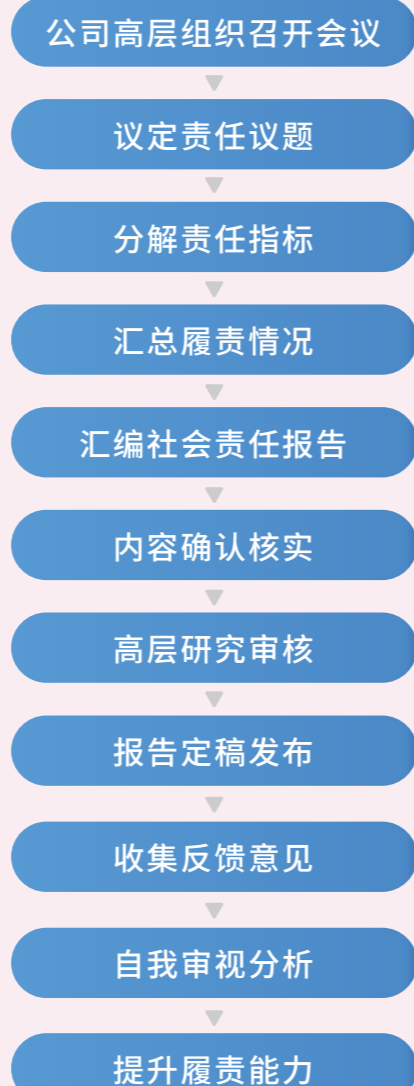 公司高层组织召开会议
议定责任议题
分解责任指标
汇总履责情况
汇编社会责任报告
内容确认核实
高层研究审核
报告定稿发布
收集反馈意见
自我审视分析
提升履责能力